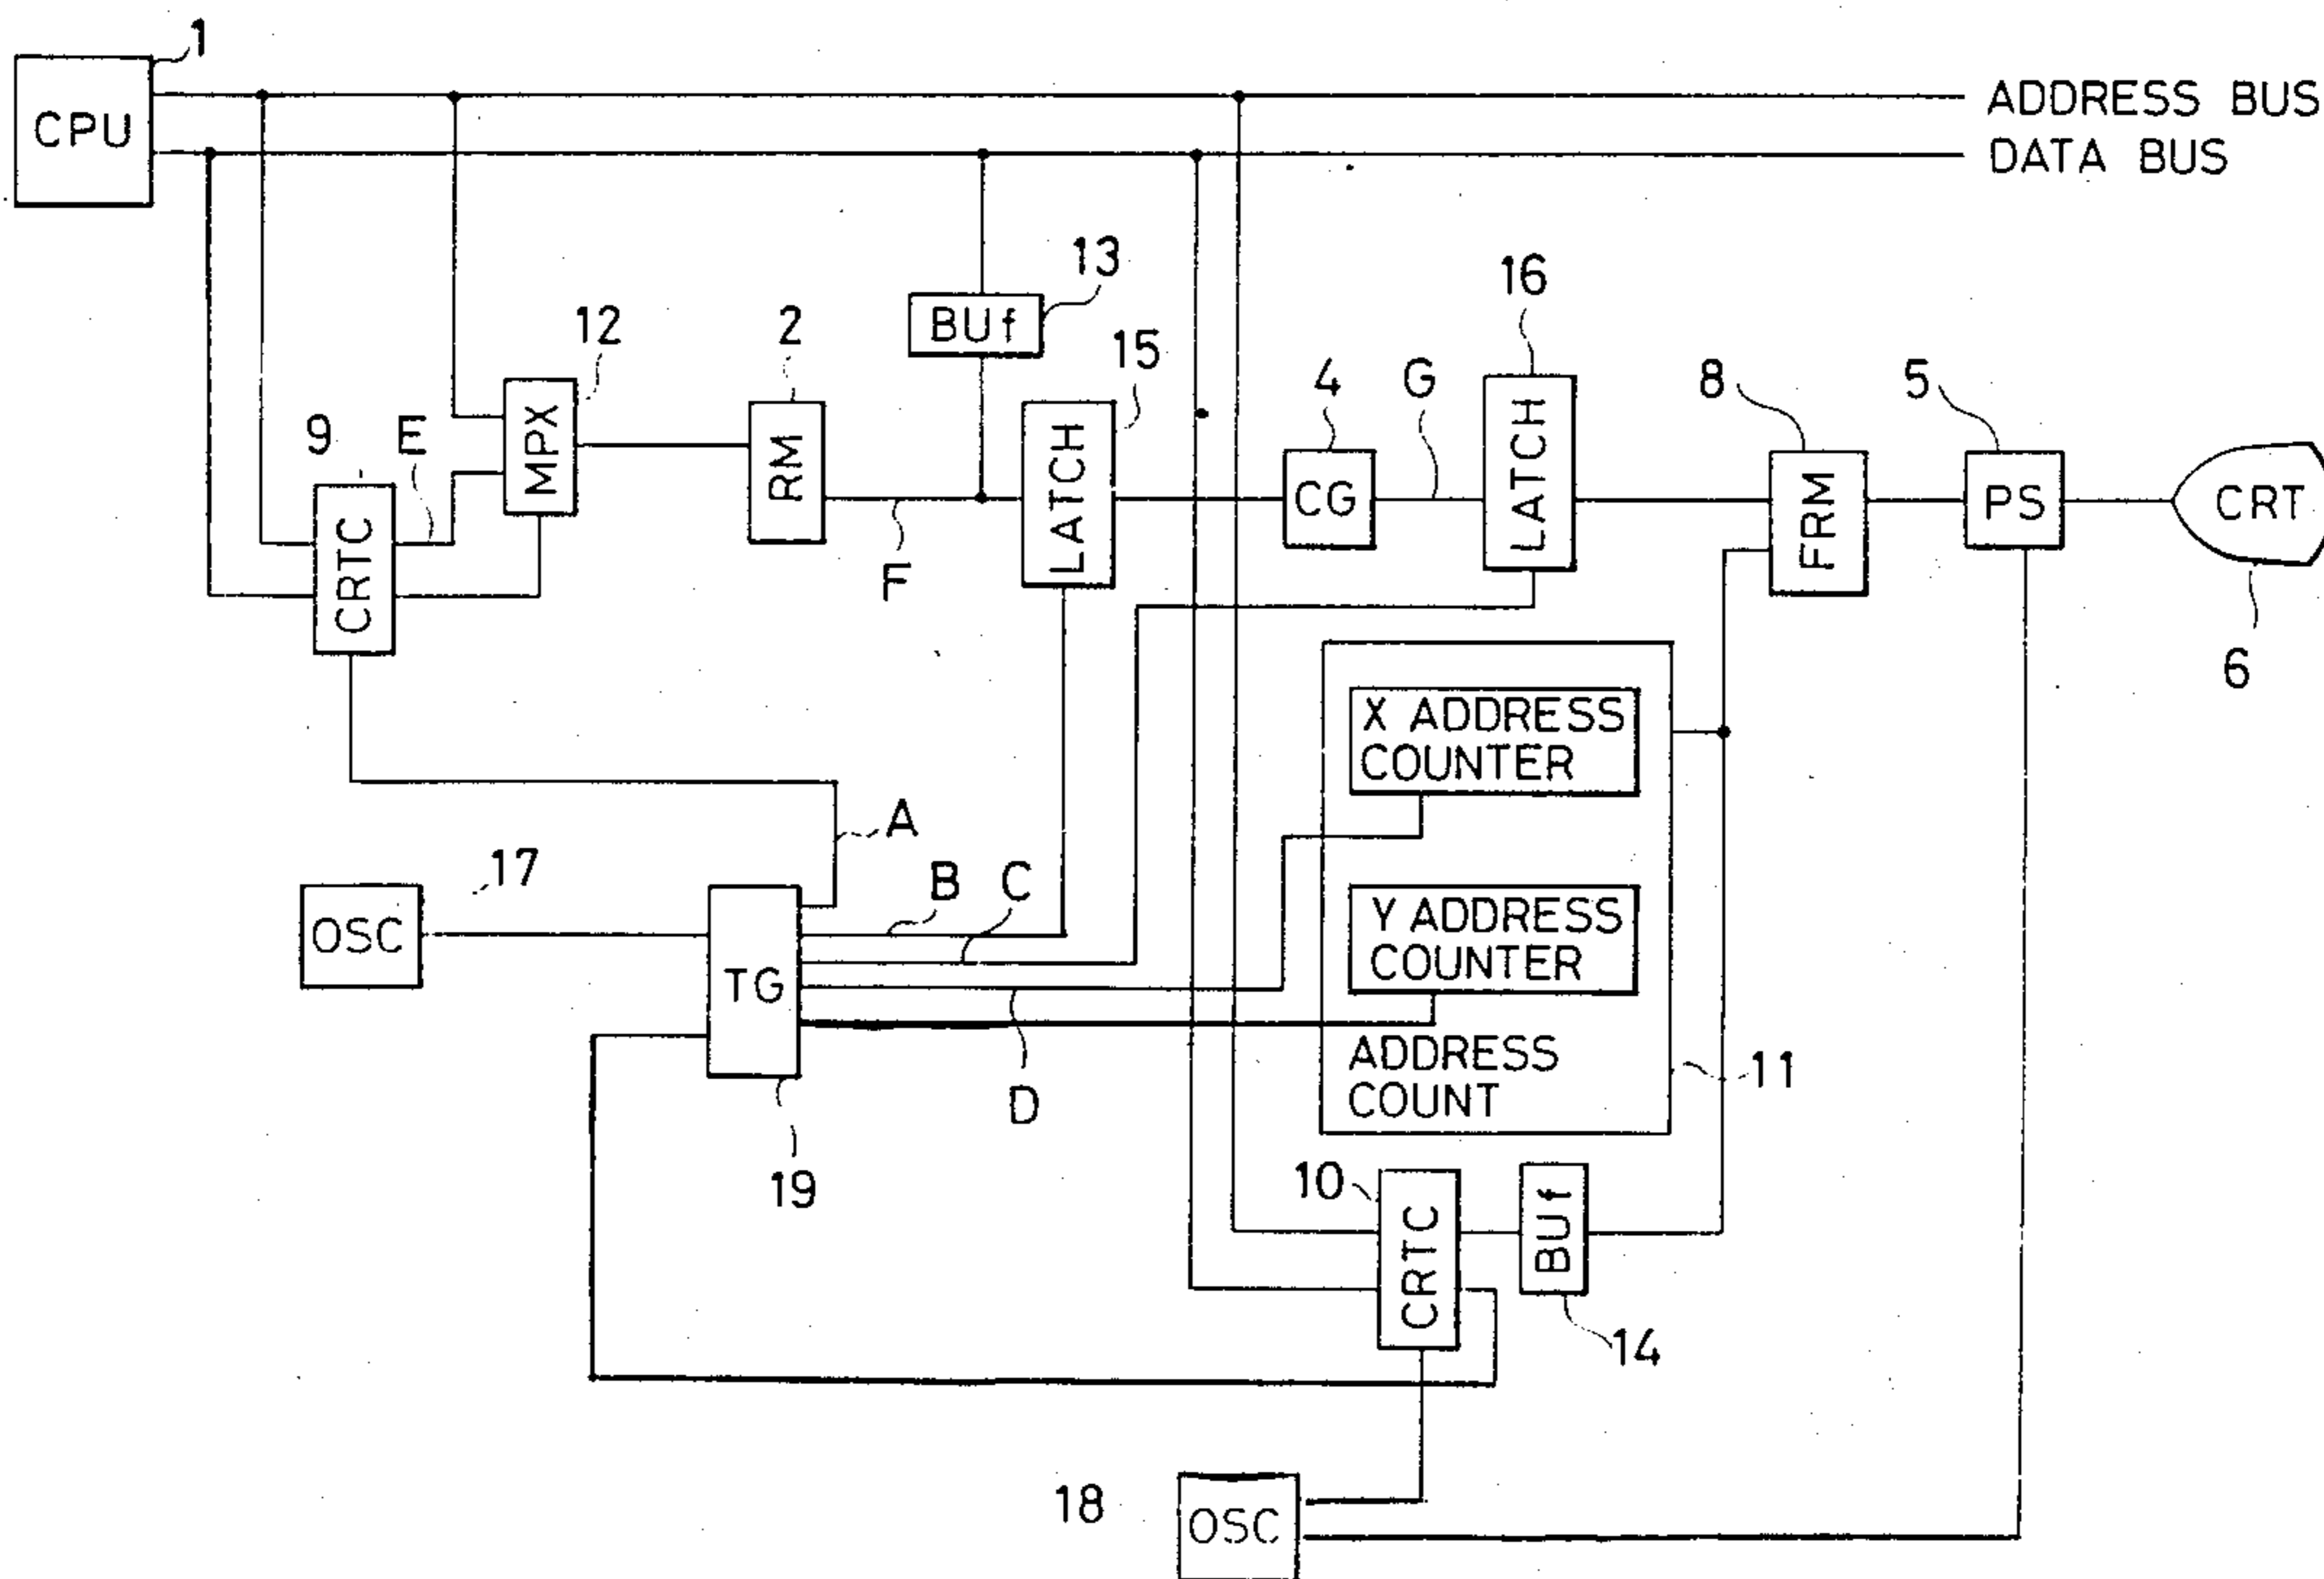 1
CPU
ADDRESS BUS
DATA BUS
13
BUf
16
12
2
15
4
G
8
5
9
E
MPX
RM
LATCH
CG
LATCH
FRM
PS
CRT
CRTC
F
6
X ADDRESS
COUNTER
A
17
OSC
B
C
Y ADDRESS
COUNTER
TG
D
ADDRESS
COUNT
11
19
10
CRTC
BUf
14
18
OSC